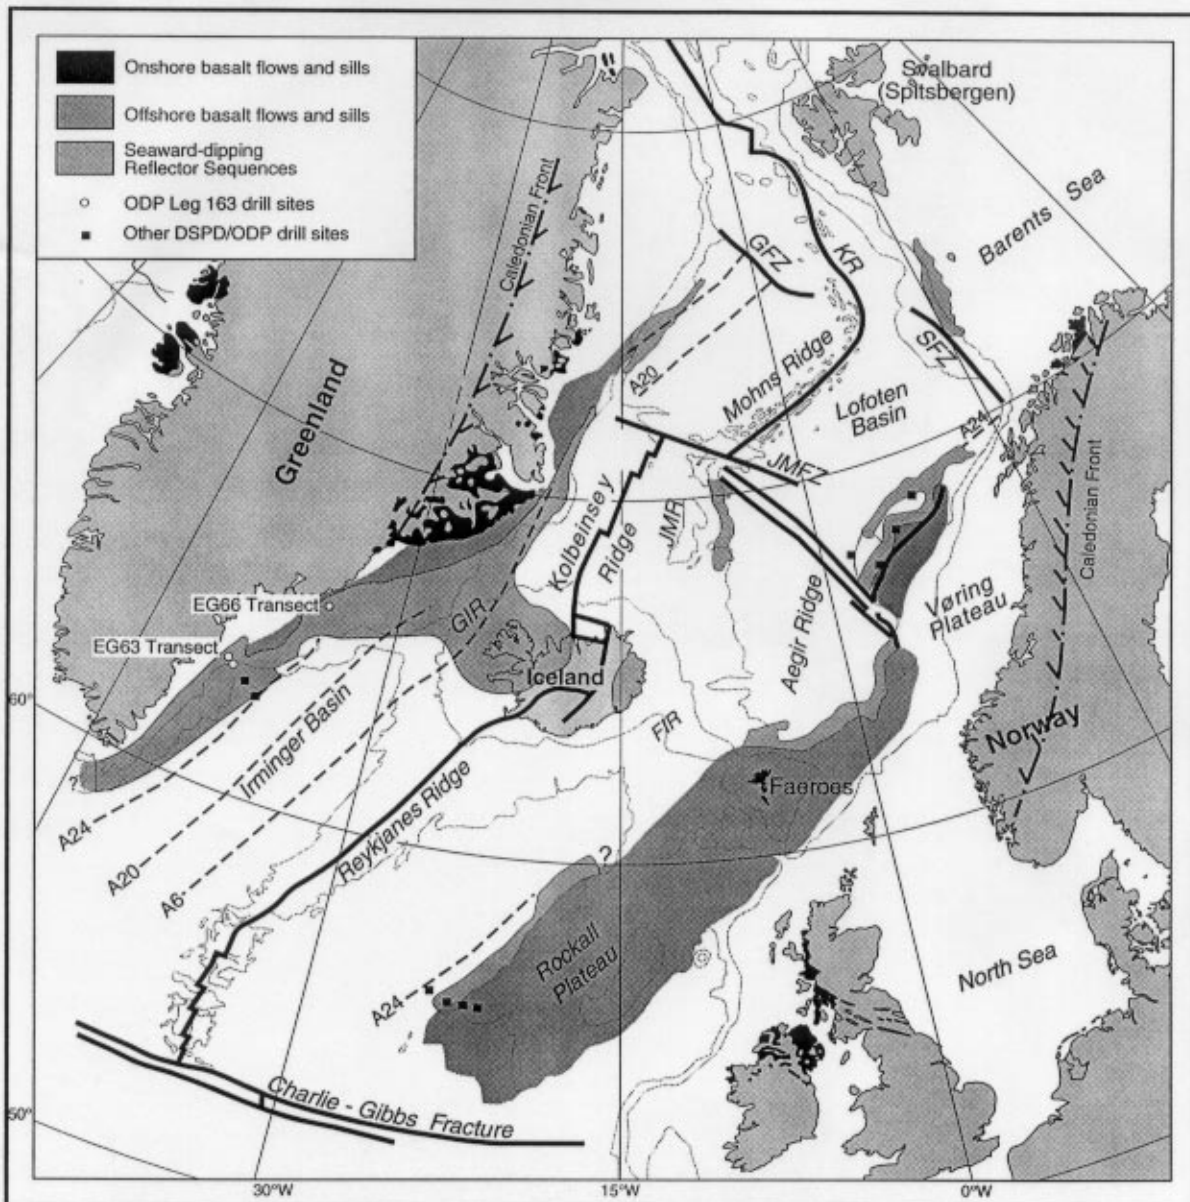 Onshore basalt flows and sills
Offshore basalt flows and sills
Seaward-dipping
Reflector Sequences
ODP Leg 163 drill sites
Other DSPD/ODP drill sites
Svalbard
(Spitsbergen)
Barents Sea
Caledonian Front
GFZ
KR
SFZ
Greenland
A20
Mohns Ridge
Lofoten
Basin
A24
JMFZ
Kolbeinsey
Ridge
JMR
Caledonian Front
EG66 Transect
GIR
Aegir Ridge
Vøring
Plateau
EG63 Transect
Iceland
60°
Irminger Basin
FIR
Norway
?
Faeroes
A24
Reykjanes Ridge
A20
?
A6
Rockall
Plateau
North Sea
A24
Charlie - Gibbs Fracture
50°
30°W
15°W
0°W